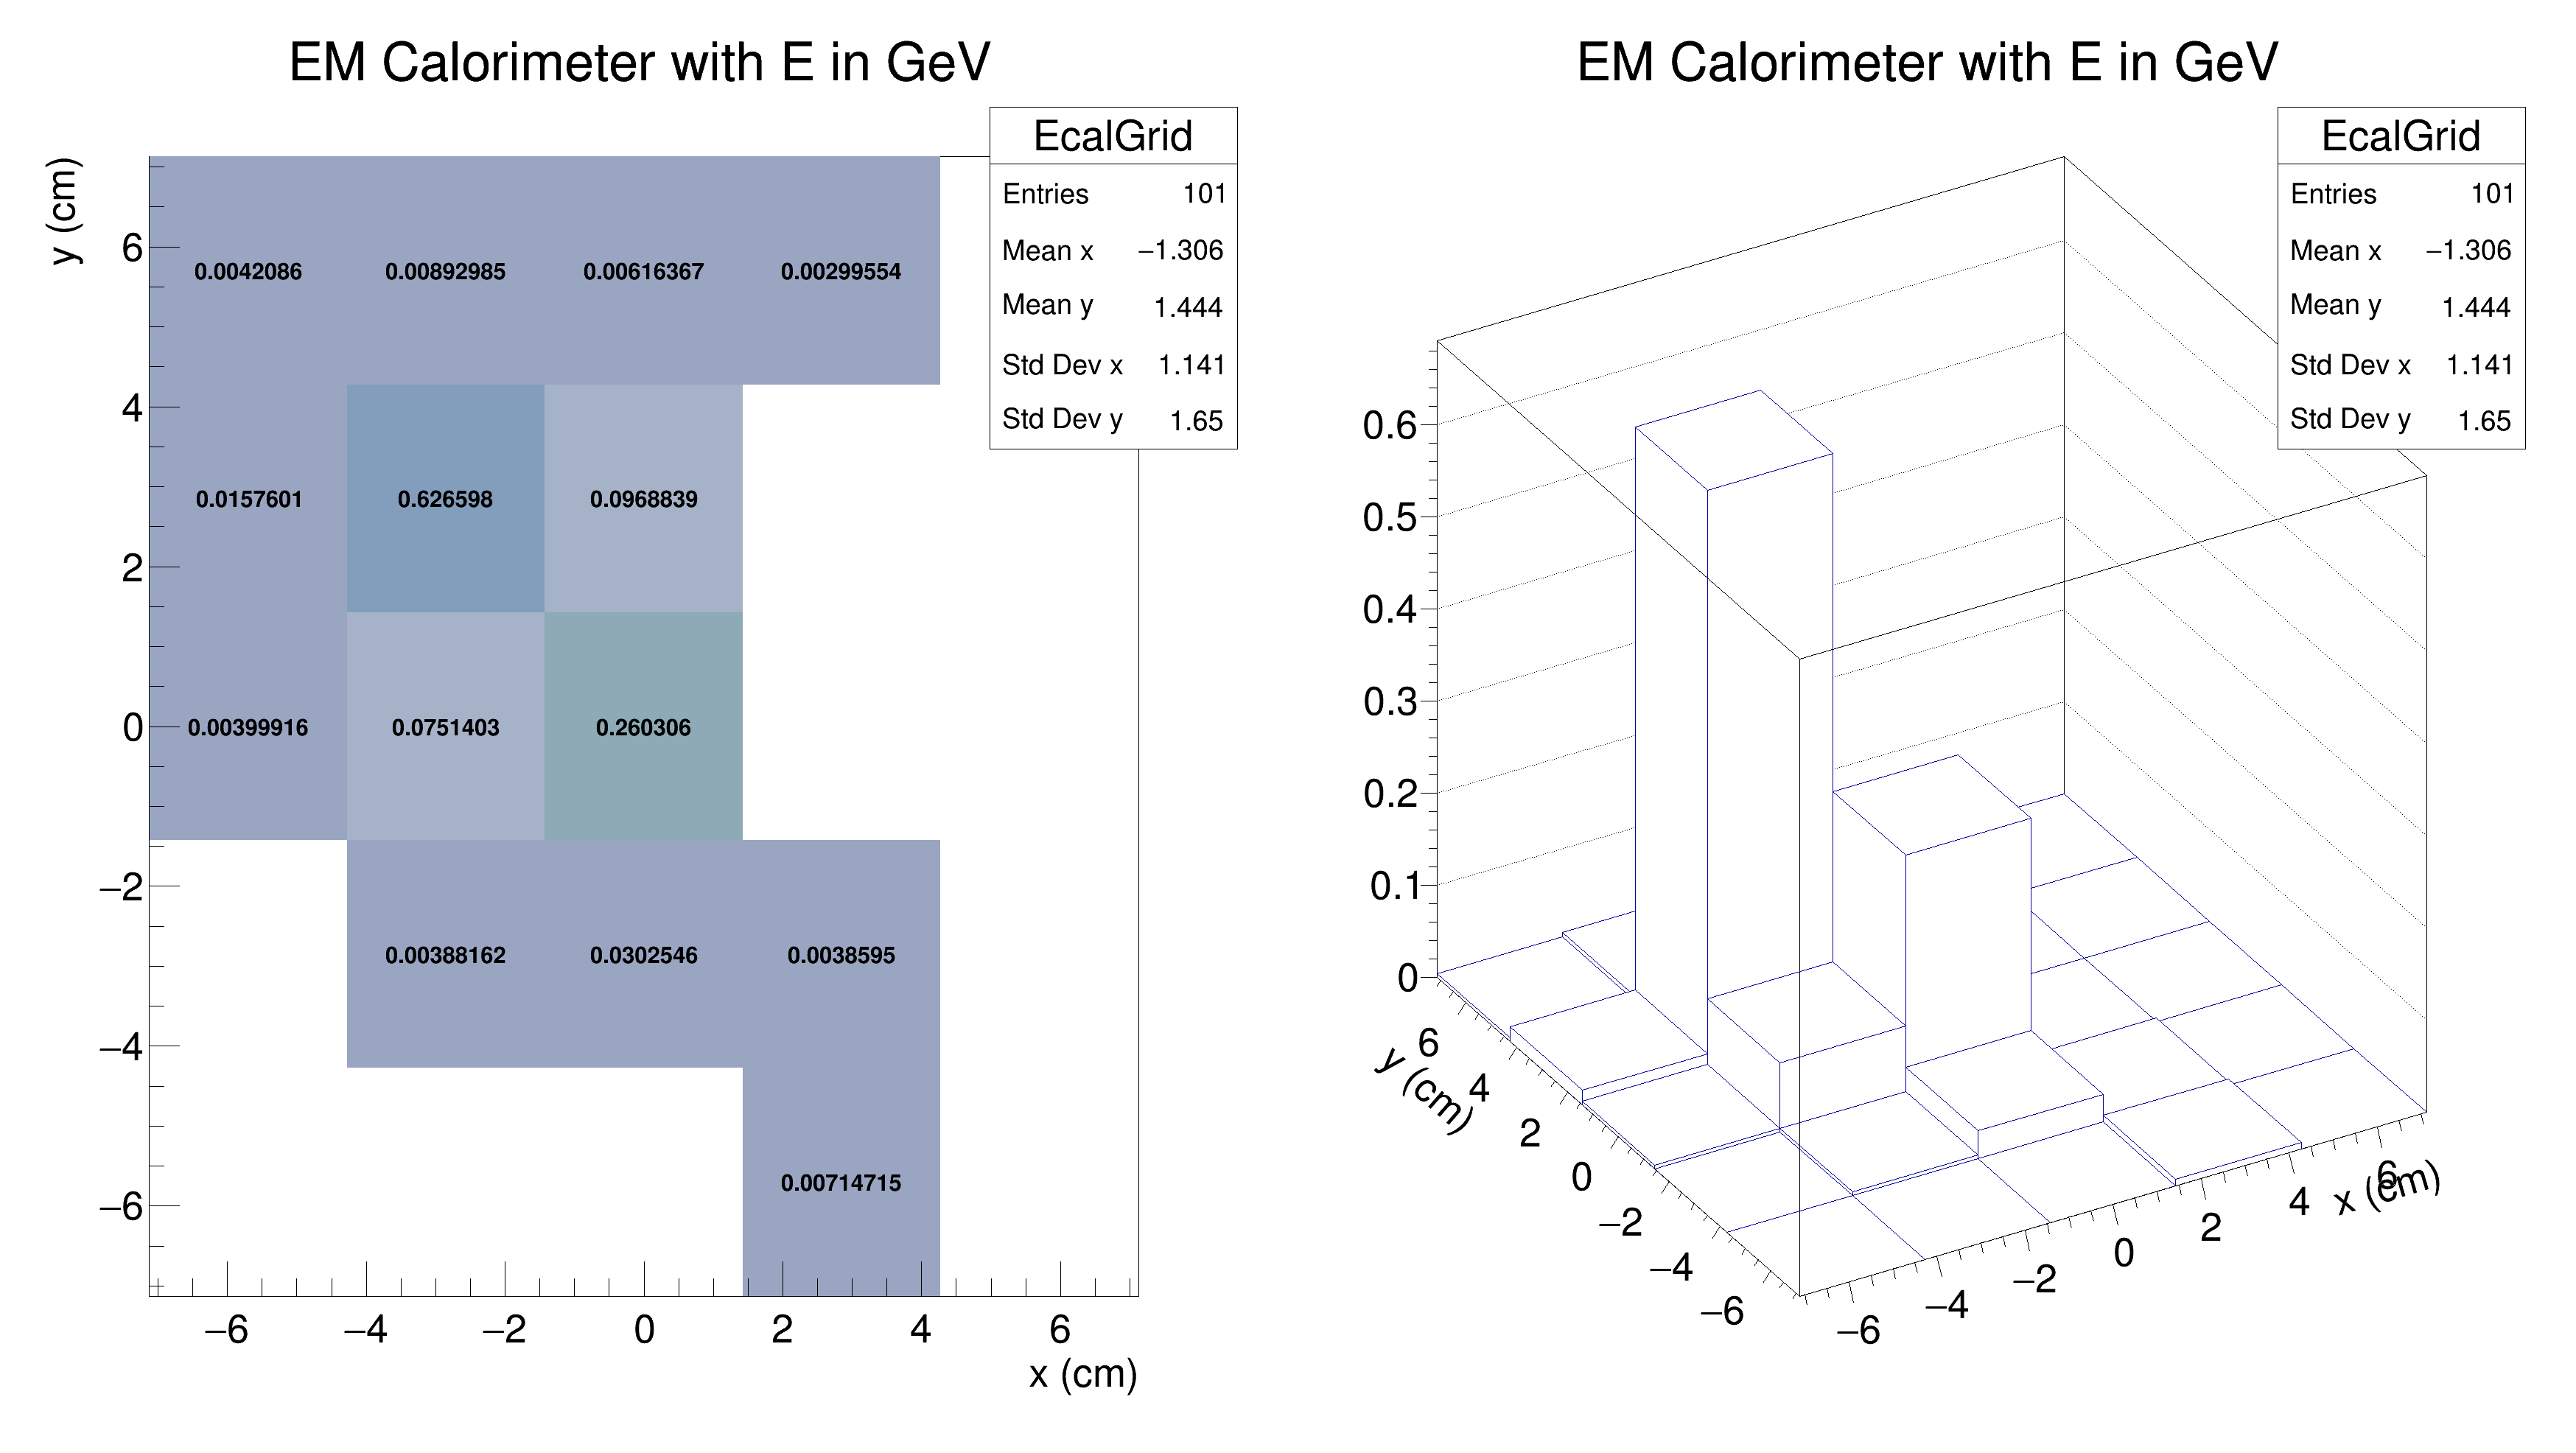 EM Calorimeter with E in GeV
EcalGrid
Entries 101
Mean x −1.306
Mean y 1.444
Std Dev x 1.141
Std Dev y 1.65
y (cm)
6
4
2
0
−2
−4
−6
0.0042086 0.00892985 0.00616367 0.00299554
0.0157601 0.626598 0.0968839
0.00399916 0.0751403 0.260306
0.00388162 0.0302546 0.0038595
0.00714715
−6 −4 −2 0 2 4 6
x (cm)
EM Calorimeter with E in GeV
EcalGrid
Entries 101
Mean x −1.306
Mean y 1.444
Std Dev x 1.141
Std Dev y 1.65
0.6
0.5
0.4
0.3
0.2
0.1
0
y (cm)
6
4
2
0
−2
−4
−6
−6 −4 −2 0 2 4 6
x (cm)